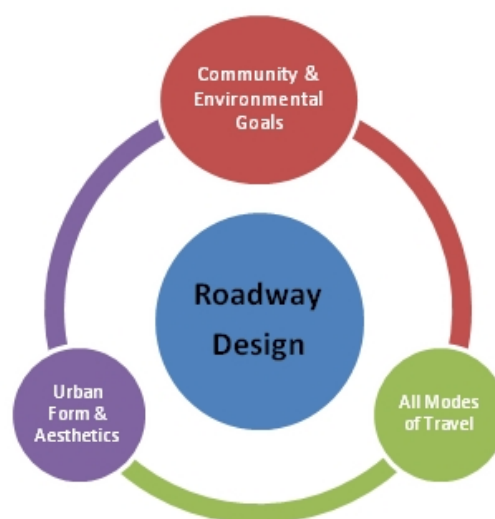 Community &
Environmental
Goals
Roadway
Design
Urban
Form &
Aesthetics
All Modes
of Travel